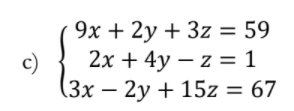 9x + 2y + 3z = 59
c) 2x + 4y − z = 1
3x − 2y + 15z = 67